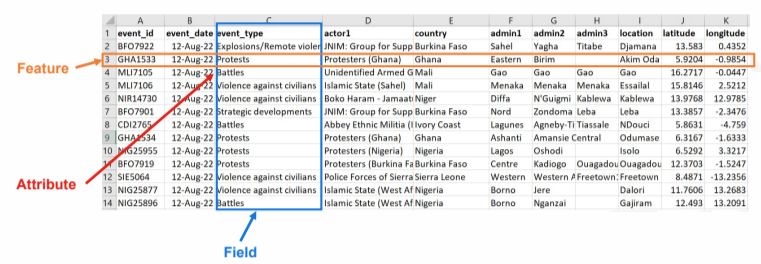 A B C D E F G H I J K
1 event_id event_date event_type actor1 country admin1 admin2 admin3 location latitude longitude
2 BFO7922 12-Aug-22 Explosions/Remote violen JNIM: Group for Supp Burkina Faso Sahel Yagha Titabe Djamana 13.583 0.4352
Feature
3 GHA1533 12-Aug-22 Protests Protesters (Ghana) Ghana Eastern Birim Akim Oda 5.9204 -0.9854
4 MLI7105 12-Aug-22 Battles Unidentified Armed G Mali Gao Gao Gao Gao 16.2717 -0.0447
5 MLI7106 12-Aug-22 Violence against civilians Islamic State (Sahel) Mali Menaka Menaka Menaka Essailal 15.8146 2.5212
6 NIR14730 12-Aug-22 Violence against civilians Boko Haram - Jamaatu Niger Diffa N'Guigmi Kablewa Kablewa 13.9768 12.9785
7 BFO7901 12-Aug-22 Strategic developments JNIM: Group for Supp Burkina Faso Nord Zondoma Leba Leba 13.3857 -2.3476
8 CDI2765 12-Aug-22 Battles Abbey Ethnic Militia (I Ivory Coast Lagunes Agneby-Ti Tiassale NDouci 5.8631 -4.759
9 GHA1534 12-Aug-22 Protests Protesters (Ghana) Ghana Ashanti Amansie Central Odumase 6.3167 -1.6333
10 NIG25955 12-Aug-22 Protests Protesters (Nigeria) Nigeria Lagos Oshodi Isolo 6.5292 3.3217
11 BFO7919 12-Aug-22 Protests Protesters (Burkina Fa Burkina Faso Centre Kadiogo Ouagadou Ouagadou 12.3703 -1.5247
Attribute
12 SIE5064 12-Aug-22 Violence against civilians Police Forces of Sierra Sierra Leone Western Western A Freetown Freetown 8.4871 -13.2356
13 NIG25877 12-Aug-22 Violence against civilians Islamic State (West Af Nigeria Borno Jere Dalori 11.7606 13.2683
14 NIG25896 12-Aug-22 Battles Islamic State (West Af Nigeria Borno Nganzai Gajiram 12.493 13.2091
Field